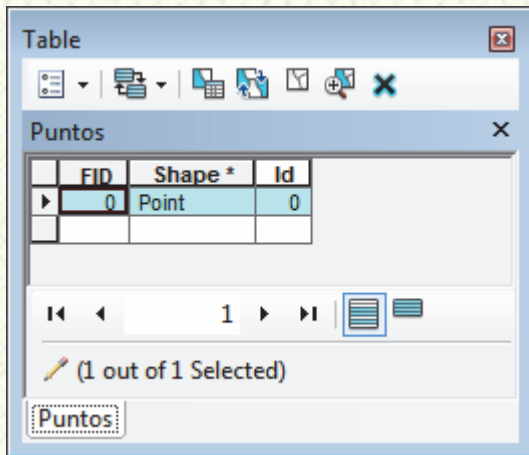 Table
Puntos
FID Shape * Id
0 Point 0
1
(1 out of 1 Selected)
Puntos